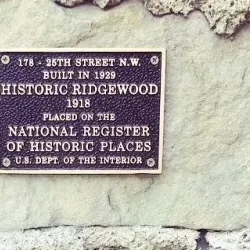 178 - 25TH STREET N.W.
BUILT IN 1929
HISTORIC RIDGEWOOD
1918
PLACED ON THE
NATIONAL REGISTER
OF HISTORIC PLACES
U.S. DEPT. OF THE INTERIOR